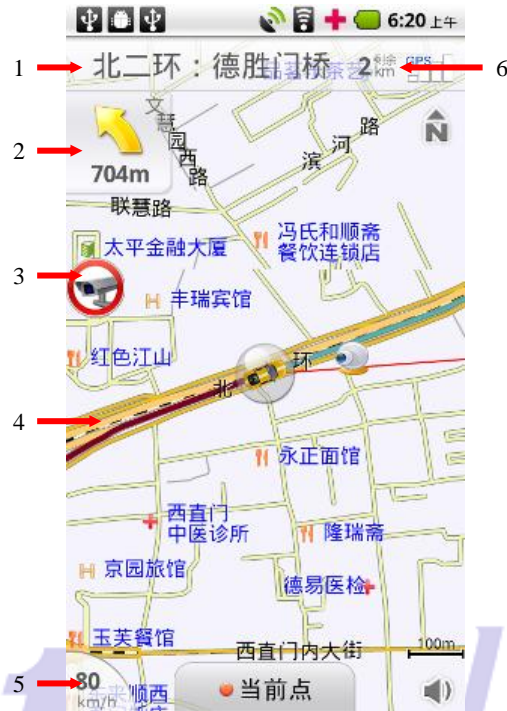 6:20 上午
1
北二环：德胜门桥
2
剩余
km
GPS
6
2
704m
文慧园西路
滨河路
N
联慧路
太平金融大厦
冯氏和顺斋
餐饮连锁店
3
丰瑞宾馆
红色江山
北
环
4
永正面馆
西直门
中医诊所
隆瑞斋
京园旅馆
德易医检
玉芙餐馆
西直门内大街
100m
5
80
km/h
顺西
当前点